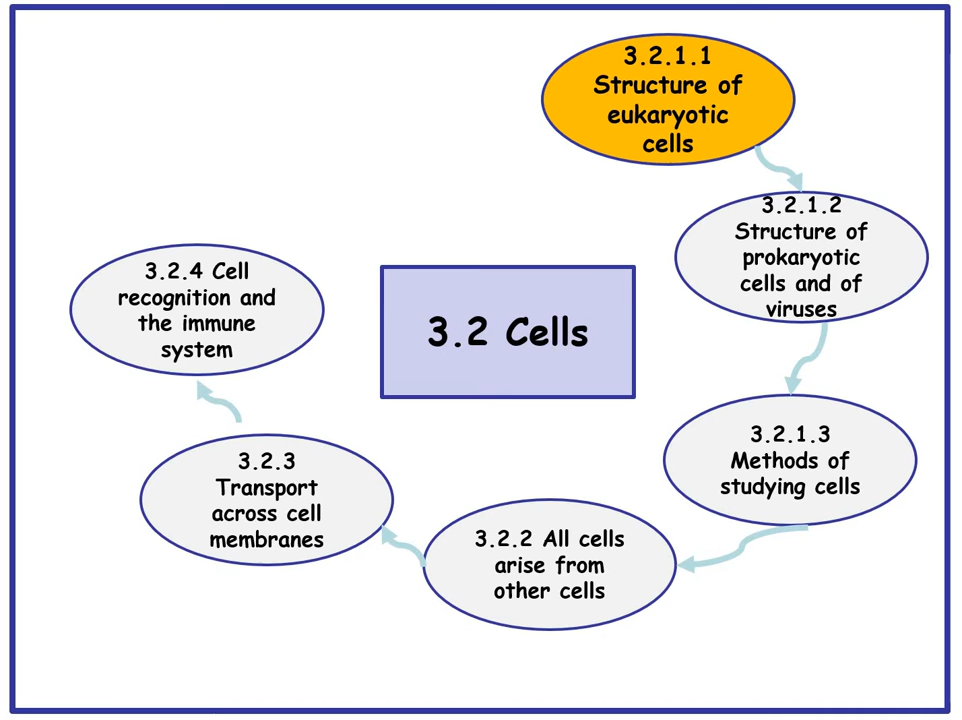 3.2.1.1
Structure of
eukaryotic
cells
3.2.1.2
Structure of
prokaryotic
cells and of
viruses
3.2.4 Cell
recognition and
the immune
system
3.2 Cells
3.2.1.3
Methods of
studying cells
3.2.3
Transport
across cell
membranes
3.2.2 All cells
arise from
other cells